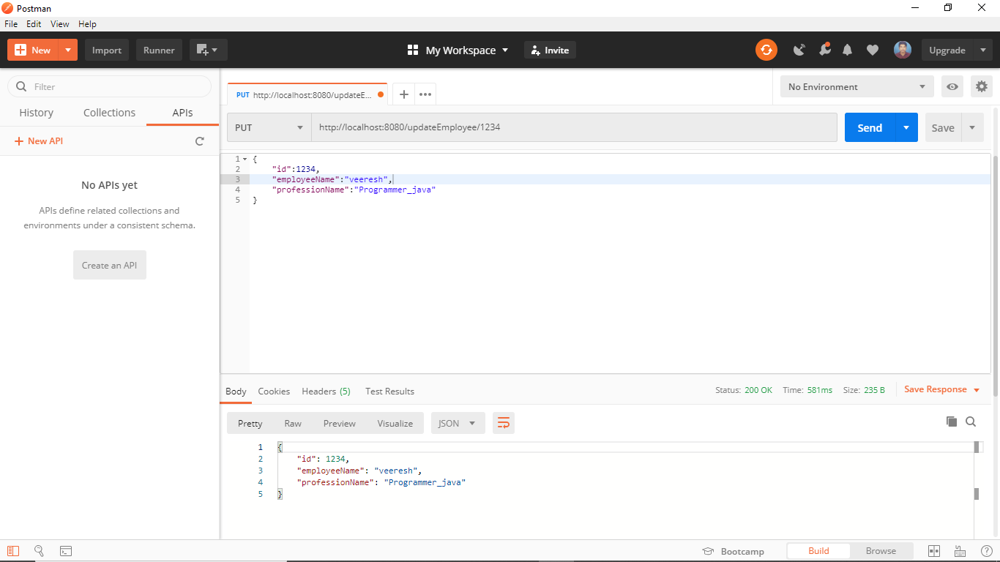 Postman
File Edit View Help
New Import Runner My Workspace Invite Upgrade
Filter
History Collections APIs
New API
No APIs yet
APIs define related collections and
environments under a consistent schema.
Create an API
PUT http://localhost:8080/updateE...
No Environment
PUT http://localhost:8080/updateEmployee/1234 Send Save
1 {
2 "id":1234,
3 "employeeName":"veeresh",
4 "professionName":"Programmer_java"
5 }
Body Cookies Headers (5) Test Results Status: 200 OK Time: 581ms Size: 235 B Save Response
Pretty Raw Preview Visualize JSON
1 {
2 "id": 1234,
3 "employeeName": "veeresh",
4 "professionName": "Programmer_java"
5 }
Bootcamp Build Browse